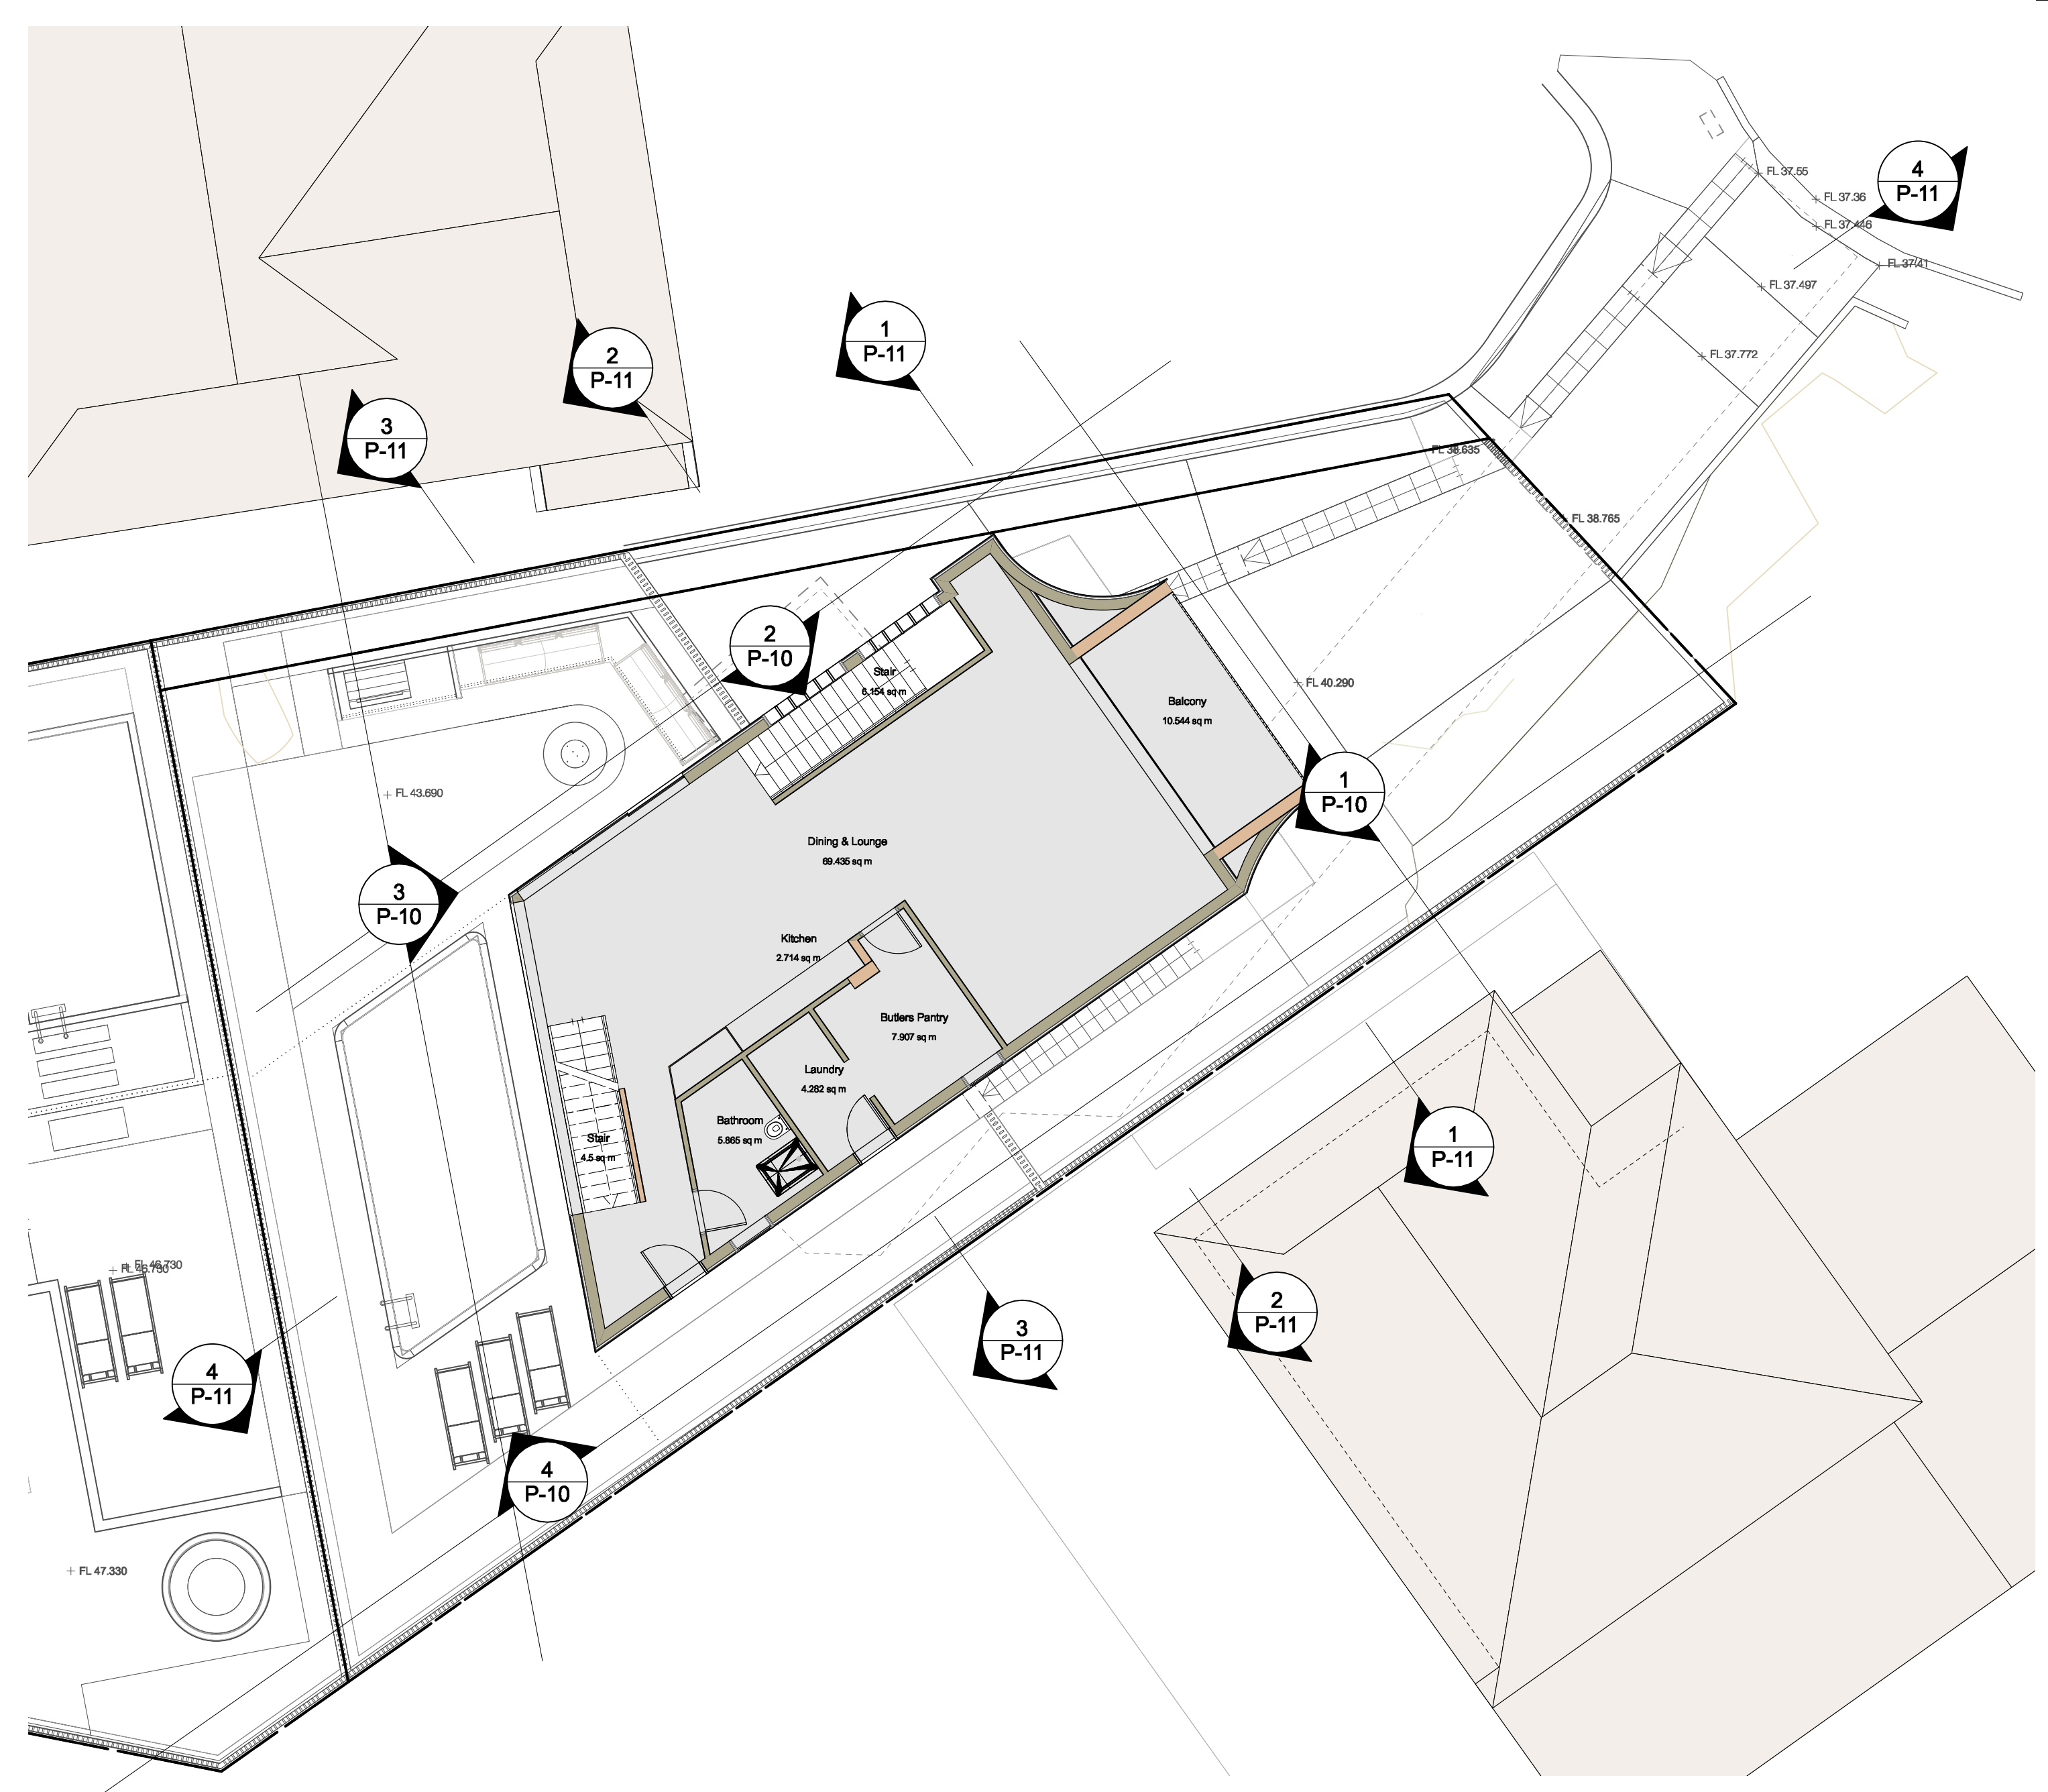 4
P-11
FL 37.55
FL 37.36
FL 37.446
FL 37.41
FL 37.497
FL 37.772
1
P-11
2
P-11
3
P-11
FL 38.765
2
P-10
Stair
6.154 sq m
Balcony
10.544 sq m
FL 40.290
1
P-10
FL 43.690
Dining & Lounge
69.435 sq m
3
P-10
Kitchen
2.714 sq m
Butlers Pantry
7.907 sq m
Laundry
4.282 sq m
Bathroom
5.865 sq m
Stair
4.5 sq m
1
P-11
FL 46.730
2
P-11
3
P-11
4
P-11
4
P-10
FL 47.330